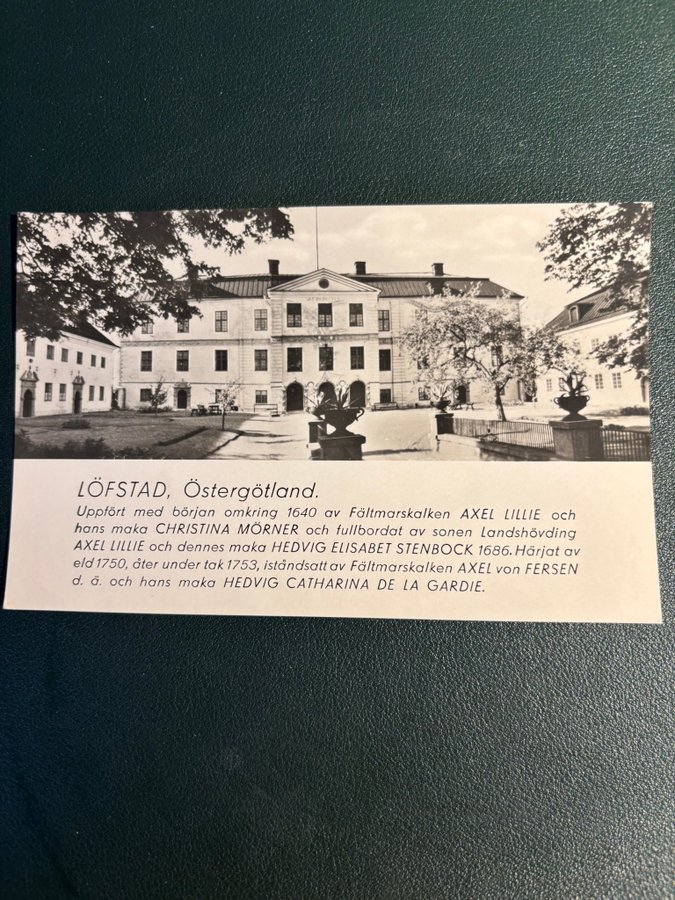 LÖFSTAD, Östergötland.
Uppfört med början omkring 1640 av Fältmarskalken AXEL LILLIE och
hans maka CHRISTINA MÖRNER och fullbordat av sonen Landshövding
AXEL LILLIE och dennes maka HEDVIG ELISABET STENBOCK 1686. Härjat av
eld 1750, åter under tak 1753, iståndsatt av Fältmarskalken AXEL von FERSEN
d. ä. och hans maka HEDVIG CATHARINA DE LA GARDIE.